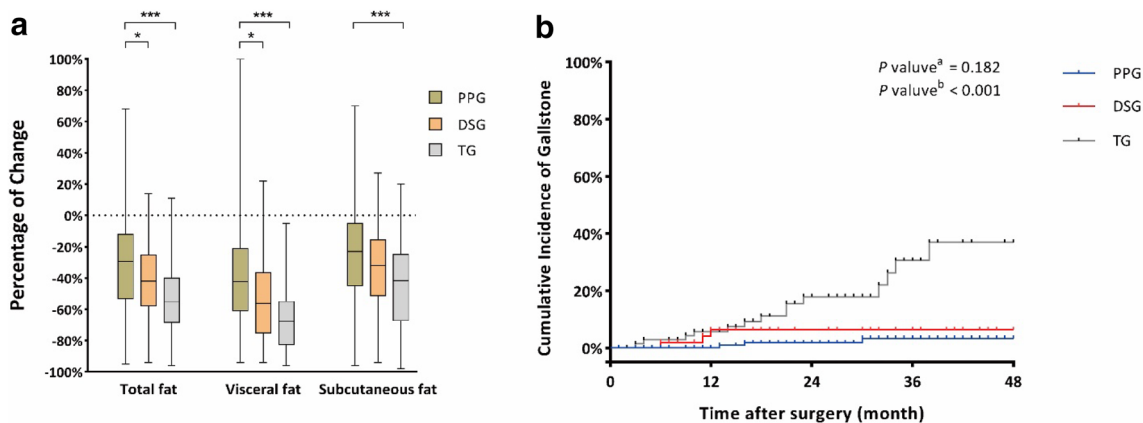 a
***
***
***
*
*
100%
80%
60%
40%
20%
0%
-20%
-40%
-60%
-80%
-100%
Percentage of Change
PPG
DSG
TG
Total fat
Visceral fat
Subcutaneous fat
b
P valuveª = 0.182
P valuveᵇ < 0.001
100%
80%
60%
40%
20%
0%
Cumulative Incidence of Gallstone
0
12
24
36
48
Time after surgery (month)
PPG
DSG
TG